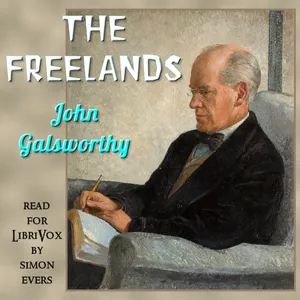 THE
FREELANDS
John
Galsworthy
READ
FOR
LIBRIVOX
BY
SIMON
EVERS